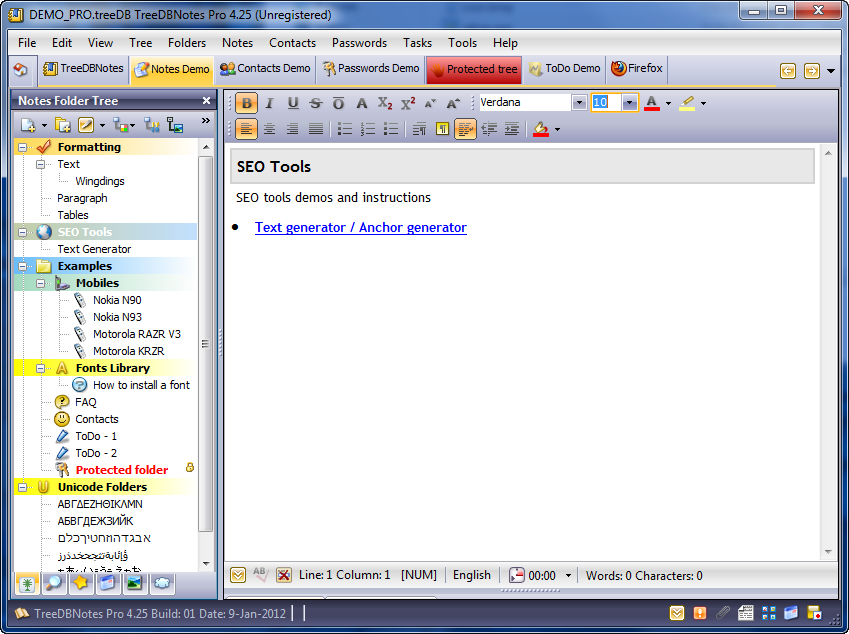 DEMO_PRO.treeDB TreeDBNotes Pro 4.25 (Unregistered)
File Edit View Tree Folders Notes Contacts Passwords Tasks Tools Help
TreeDBNotes Notes Demo Contacts Demo Passwords Demo Protected tree ToDo Demo Firefox
Notes Folder Tree
B I U S O A X2 X2 A A Verdana 10 A
Formatting
Text
Wingdings
Paragraph
Tables
SEO Tools
Text Generator
Examples
Mobiles
Nokia N90
Nokia N93
Motorola RAZR V3
Motorola KRZR
Fonts Library
How to install a font
FAQ
Contacts
ToDo - 1
ToDo - 2
Protected folder
Unicode Folders
ΑΒΓΔΕΖΗΘΙΚΛΜΝ
АБВГДЕЖЗИЙК
אבגדהוזחטיךכלם
SEO Tools
SEO tools demos and instructions
• Text generator / Anchor generator
AB Line: 1 Column: 1 [NUM] English 00:00 Words: 0 Characters: 0
TreeDBNotes Pro 4.25 Build: 01 Date: 9-Jan-2012